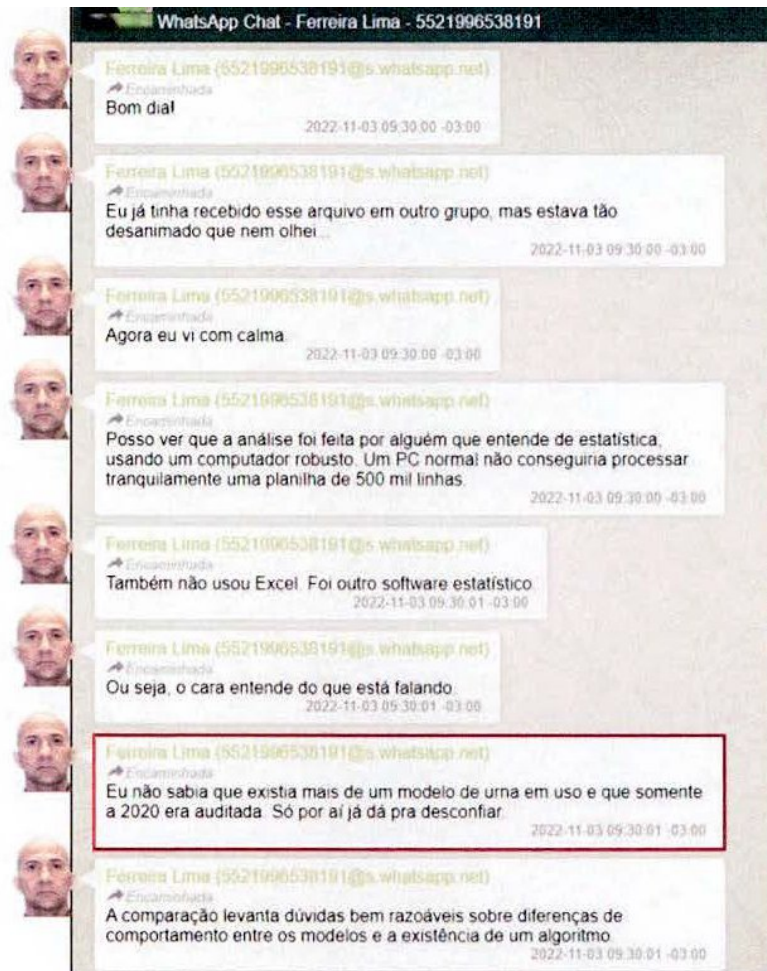 WhatsApp Chat - Ferreira Lima - 5521996538191
Ferreira Lima (5521996538191@s.whatsapp.net)
Encaminhada
Bom dia!
2022-11-03 09:30:00 -03:00
Ferreira Lima (5521996538191@s.whatsapp.net)
Encaminhada
Eu já tinha recebido esse arquivo em outro grupo, mas estava tão
desanimado que nem olhei...
2022-11-03 09:30:00 -03:00
Ferreira Lima (5521996538191@s.whatsapp.net)
Encaminhada
Agora eu vi com calma.
2022-11-03 09:30:00 -03:00
Ferreira Lima (5521996538191@s.whatsapp.net)
Encaminhada
Posso ver que a análise foi feita por alguém que entende de estatística,
usando um computador robusto. Um PC normal não conseguiria processar
tranquilamente uma planilha de 500 mil linhas.
2022-11-03 09:30:00 -03:00
Ferreira Lima (5521996538191@s.whatsapp.net)
Encaminhada
Também não usou Excel. Foi outro software estatístico.
2022-11-03 09:30:01 -03:00
Ferreira Lima (5521996538191@s.whatsapp.net)
Encaminhada
Ou seja, o cara entende do que está falando.
2022-11-03 09:30:01 -03:00
Ferreira Lima (5521996538191@s.whatsapp.net)
Encaminhada
Eu não sabia que existia mais de um modelo de urna em uso e que somente
a 2020 era auditada. Só por aí já dá pra desconfiar.
2022-11-03 09:30:01 -03:00
Ferreira Lima (5521996538191@s.whatsapp.net)
Encaminhada
A comparação levanta dúvidas bem razoáveis sobre diferenças de
comportamento entre os modelos e a existência de um algoritmo.
2022-11-03 09:30:01 -03:00